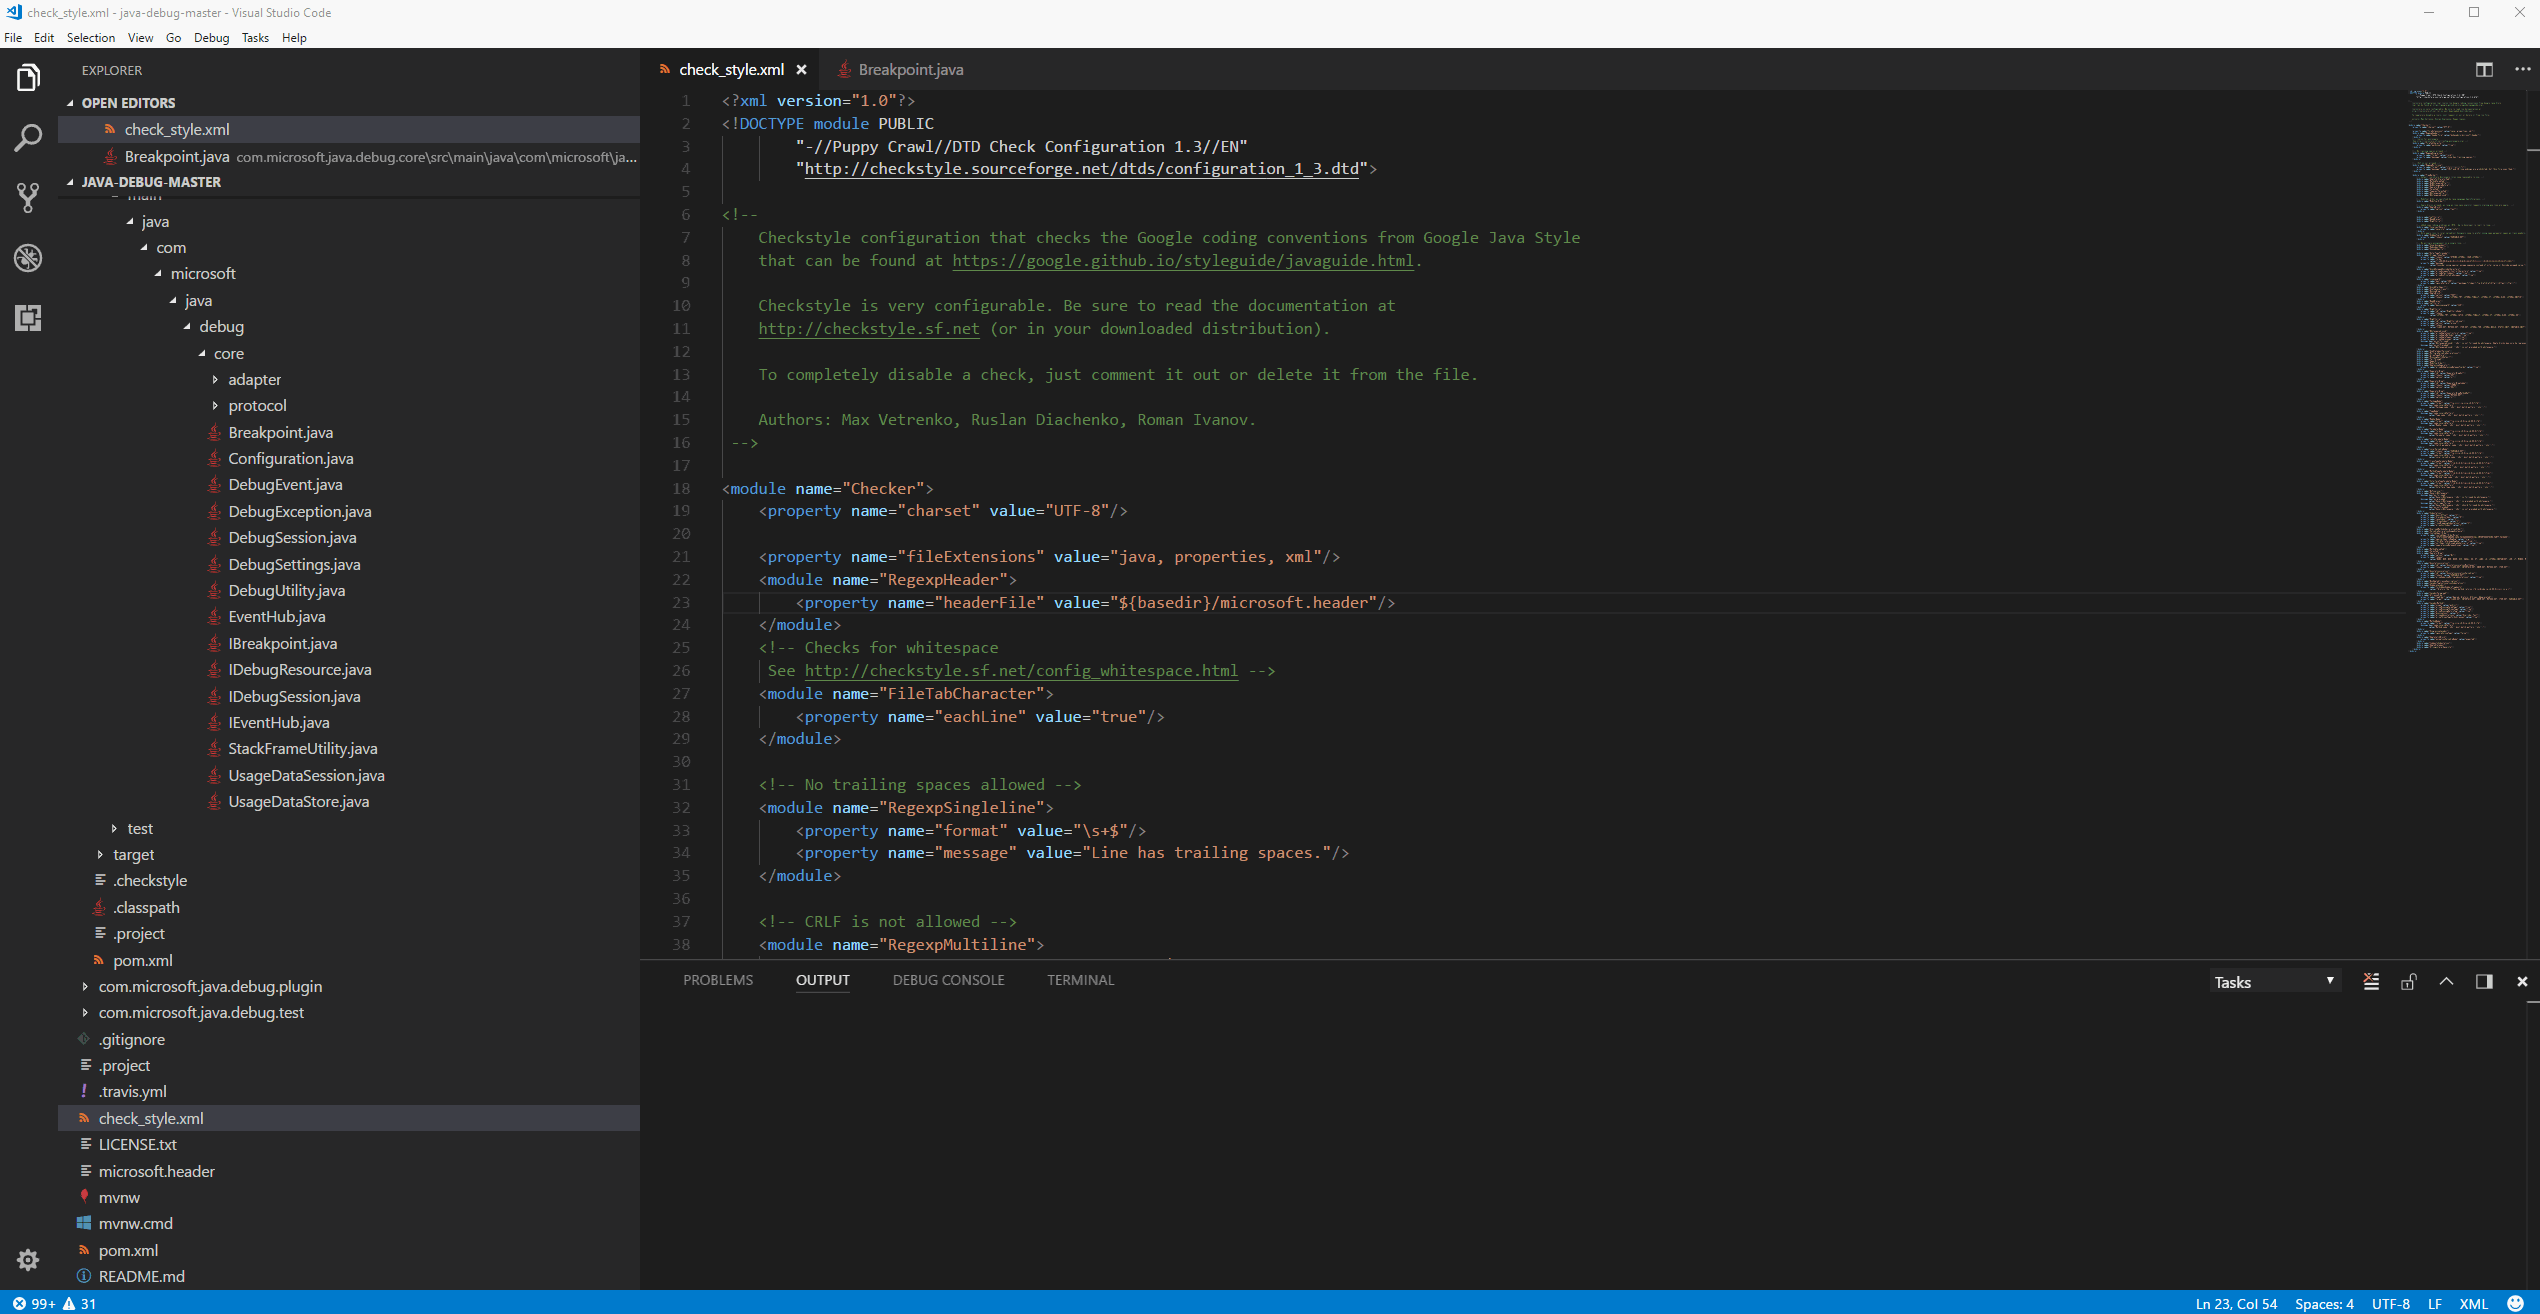 check_style.xml - java-debug-master - Visual Studio Code
File Edit Selection View Go Debug Tasks Help
EXPLORER
OPEN EDITORS
check_style.xml
Breakpoint.java com.microsoft.java.debug.core\src\main\java\com\microsoft\ja...
JAVA-DEBUG-MASTER
main
java
com
microsoft
java
debug
core
adapter
protocol
Breakpoint.java
Configuration.java
DebugEvent.java
DebugException.java
DebugSession.java
DebugSettings.java
DebugUtility.java
EventHub.java
IBreakpoint.java
IDebugResource.java
IDebugSession.java
IEventHub.java
StackFrameUtility.java
UsageDataSession.java
UsageDataStore.java
test
target
.checkstyle
.classpath
.project
pom.xml
com.microsoft.java.debug.plugin
com.microsoft.java.debug.test
.gitignore
.project
.travis.yml
check_style.xml
LICENSE.txt
microsoft.header
mvnw
mvnw.cmd
pom.xml
README.md
check_style.xml Breakpoint.java
1 <?xml version="1.0"?>
2 <!DOCTYPE module PUBLIC
3 "-//Puppy Crawl//DTD Check Configuration 1.3//EN"
4 "http://checkstyle.sourceforge.net/dtds/configuration_1_3.dtd">
5
6 <!--
7 Checkstyle configuration that checks the Google coding conventions from Google Java Style
8 that can be found at https://google.github.io/styleguide/javaguide.html.
9
10 Checkstyle is very configurable. Be sure to read the documentation at
11 http://checkstyle.sf.net (or in your downloaded distribution).
12
13 To completely disable a check, just comment it out or delete it from the file.
14
15 Authors: Max Vetrenko, Ruslan Diachenko, Roman Ivanov.
16 -->
17
18 <module name="Checker">
19 <property name="charset" value="UTF-8"/>
20
21 <property name="fileExtensions" value="java, properties, xml"/>
22 <module name="RegexpHeader">
23 <property name="headerFile" value="${basedir}/microsoft.header"/>
24 </module>
25 <!-- Checks for whitespace
26 See http://checkstyle.sf.net/config_whitespace.html -->
27 <module name="FileTabCharacter">
28 <property name="eachLine" value="true"/>
29 </module>
30
31 <!-- No trailing spaces allowed -->
32 <module name="RegexpSingleline">
33 <property name="format" value="\s+$"/>
34 <property name="message" value="Line has trailing spaces."/>
35 </module>
36
37 <!-- CRLF is not allowed -->
38 <module name="RegexpMultiline">
PROBLEMS OUTPUT DEBUG CONSOLE TERMINAL Tasks
99+ 31 Ln 23, Col 54 Spaces: 4 UTF-8 LF XML